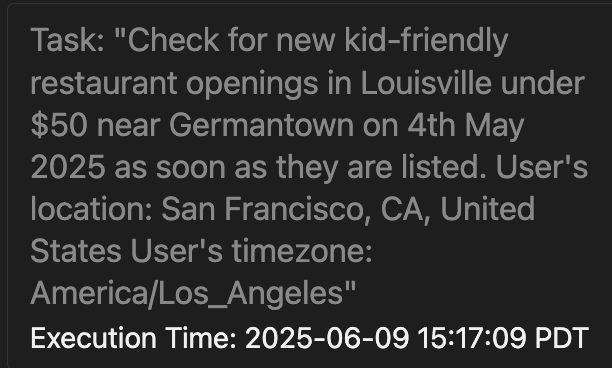 Task: "Check for new kid-friendly
restaurant openings in Louisville under
$50 near Germantown on 4th May
2025 as soon as they are listed. User's
location: San Francisco, CA, United
States User's timezone:
America/Los_Angeles"
Execution Time: 2025-06-09 15:17:09 PDT